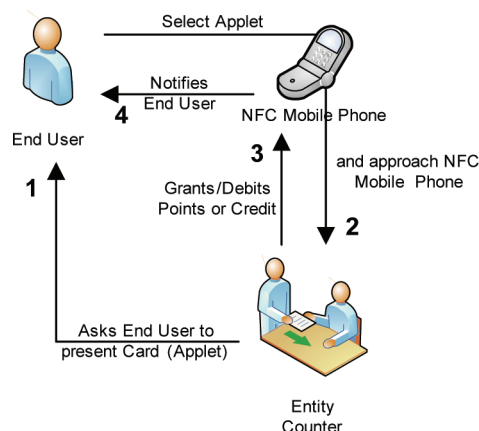 Select Applet
Notifies
End User
4
NFC Mobile Phone
End User
1
3
and approach NFC
Mobile Phone
Grants/Debits
Points or Credit
2
Asks End User to
present Card (Applet)
Entity
Counter